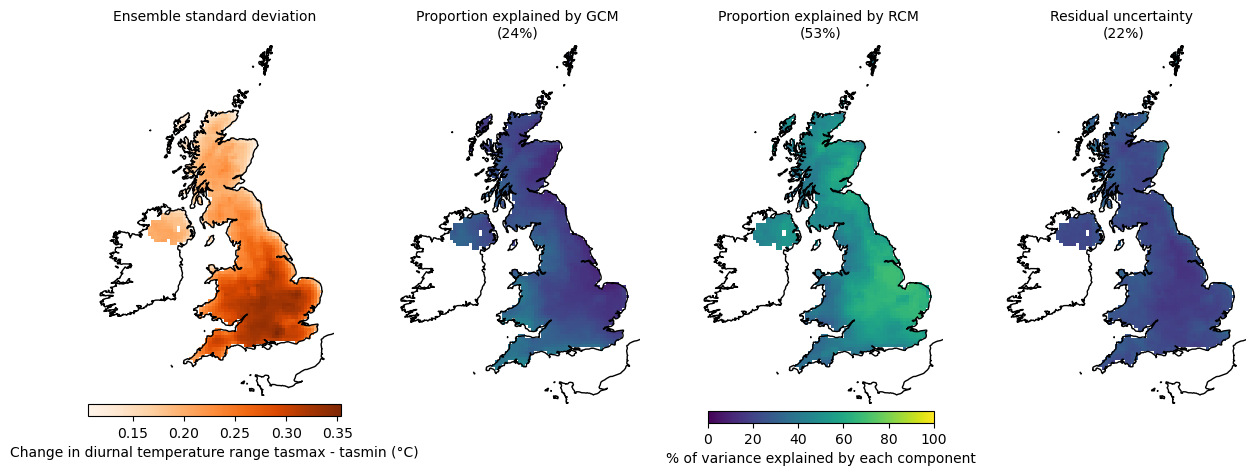 Ensemble standard deviation
Proportion explained by GCM
(24%)
Proportion explained by RCM
(53%)
Residual uncertainty
(22%)
0.15 0.20 0.25 0.30 0.35
Change in diurnal temperature range tasmax - tasmin (°C)
0 20 40 60 80 100
% of variance explained by each component